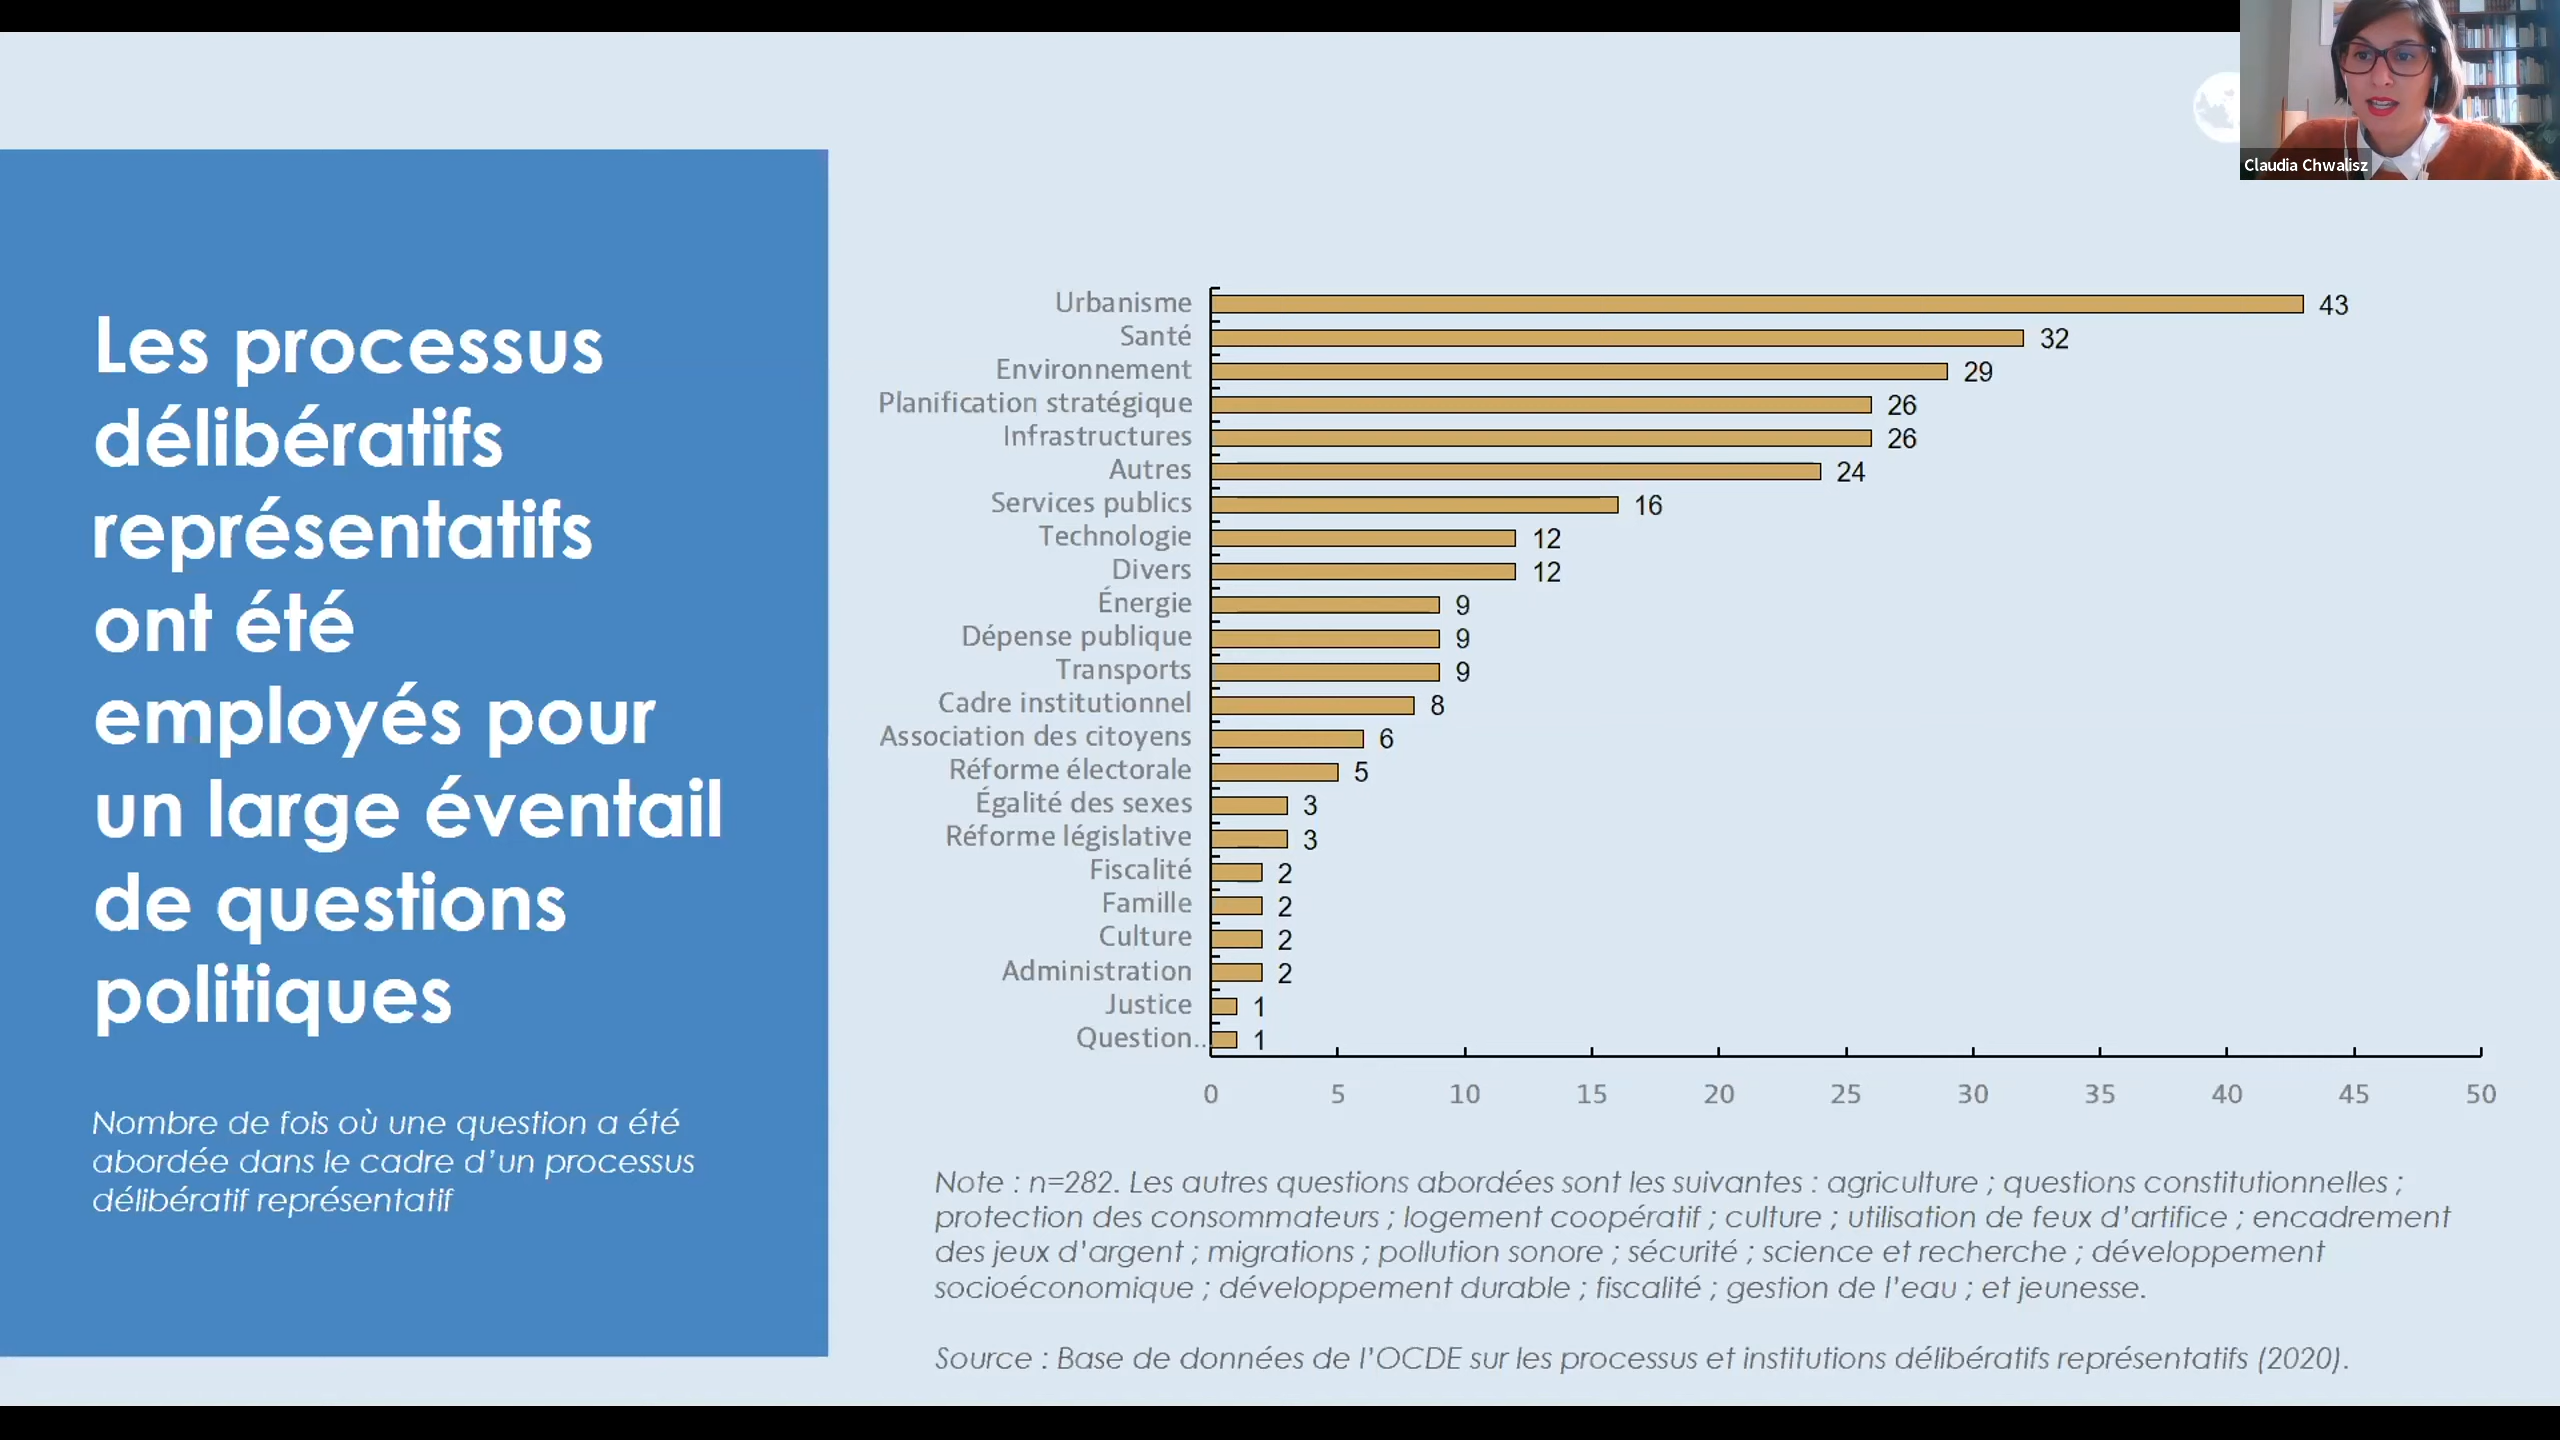 Claudia Chwalisz
Les processus
délibératifs
représentatifs
ont été
employés pour
un large éventail
de questions
politiques
Nombre de fois où une question a été
abordée dans le cadre d’un processus
délibératif représentatif
Urbanisme 43
Santé 32
Environnement 29
Planification stratégique 26
Infrastructures 26
Autres 24
Services publics 16
Technologie 12
Divers 12
Énergie 9
Dépense publique 9
Transports 9
Cadre institutionnel 8
Association des citoyens 6
Réforme électorale 5
Égalité des sexes 3
Réforme législative 3
Fiscalité 2
Famille 2
Culture 2
Administration 2
Justice 1
Question... 1
0 5 10 15 20 25 30 35 40 45 50
Note : n=282. Les autres questions abordées sont les suivantes : agriculture ; questions constitutionnelles ;
protection des consommateurs ; logement coopératif ; culture ; utilisation de feux d’artifice ; encadrement
des jeux d’argent ; migrations ; pollution sonore ; sécurité ; science et recherche ; développement
socioéconomique ; développement durable ; fiscalité ; gestion de l’eau ; et jeunesse.
Source : Base de données de l’OCDE sur les processus et institutions délibératifs représentatifs (2020).